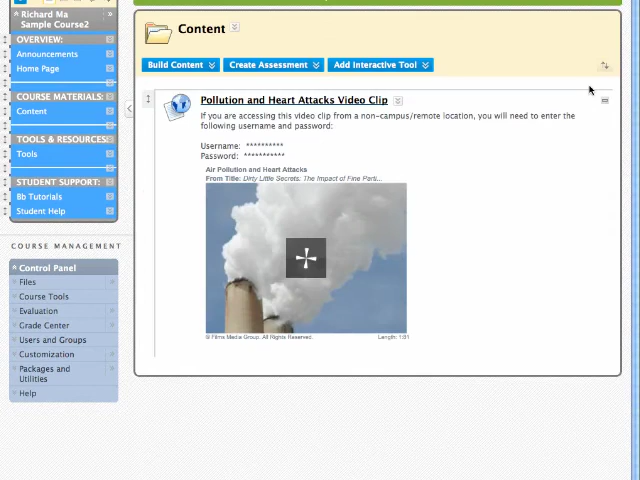 Richard Ma
Sample Course2
OVERVIEW:
Announcements
Home Page
COURSE MATERIALS:
Content
TOOLS & RESOURCES:
Tools
STUDENT SUPPORT:
Bb Tutorials
Student Help
COURSE MANAGEMENT
Control Panel
Files
Course Tools
Evaluation
Grade Center
Users and Groups
Customization
Packages and
Utilities
Help
Content
Build Content
Create Assessment
Add Interactive Tool
Pollution and Heart Attacks Video Clip
If you are accessing this video clip from a non-campus/remote location, you will need to enter the
following username and password:
Username: **********
Password: ***********
Air Pollution and Heart Attacks
From Title: Dirty Little Secrets: The Impact of Fine Parti...
© Films Media Group. All Rights Reserved.
Length: 1:31